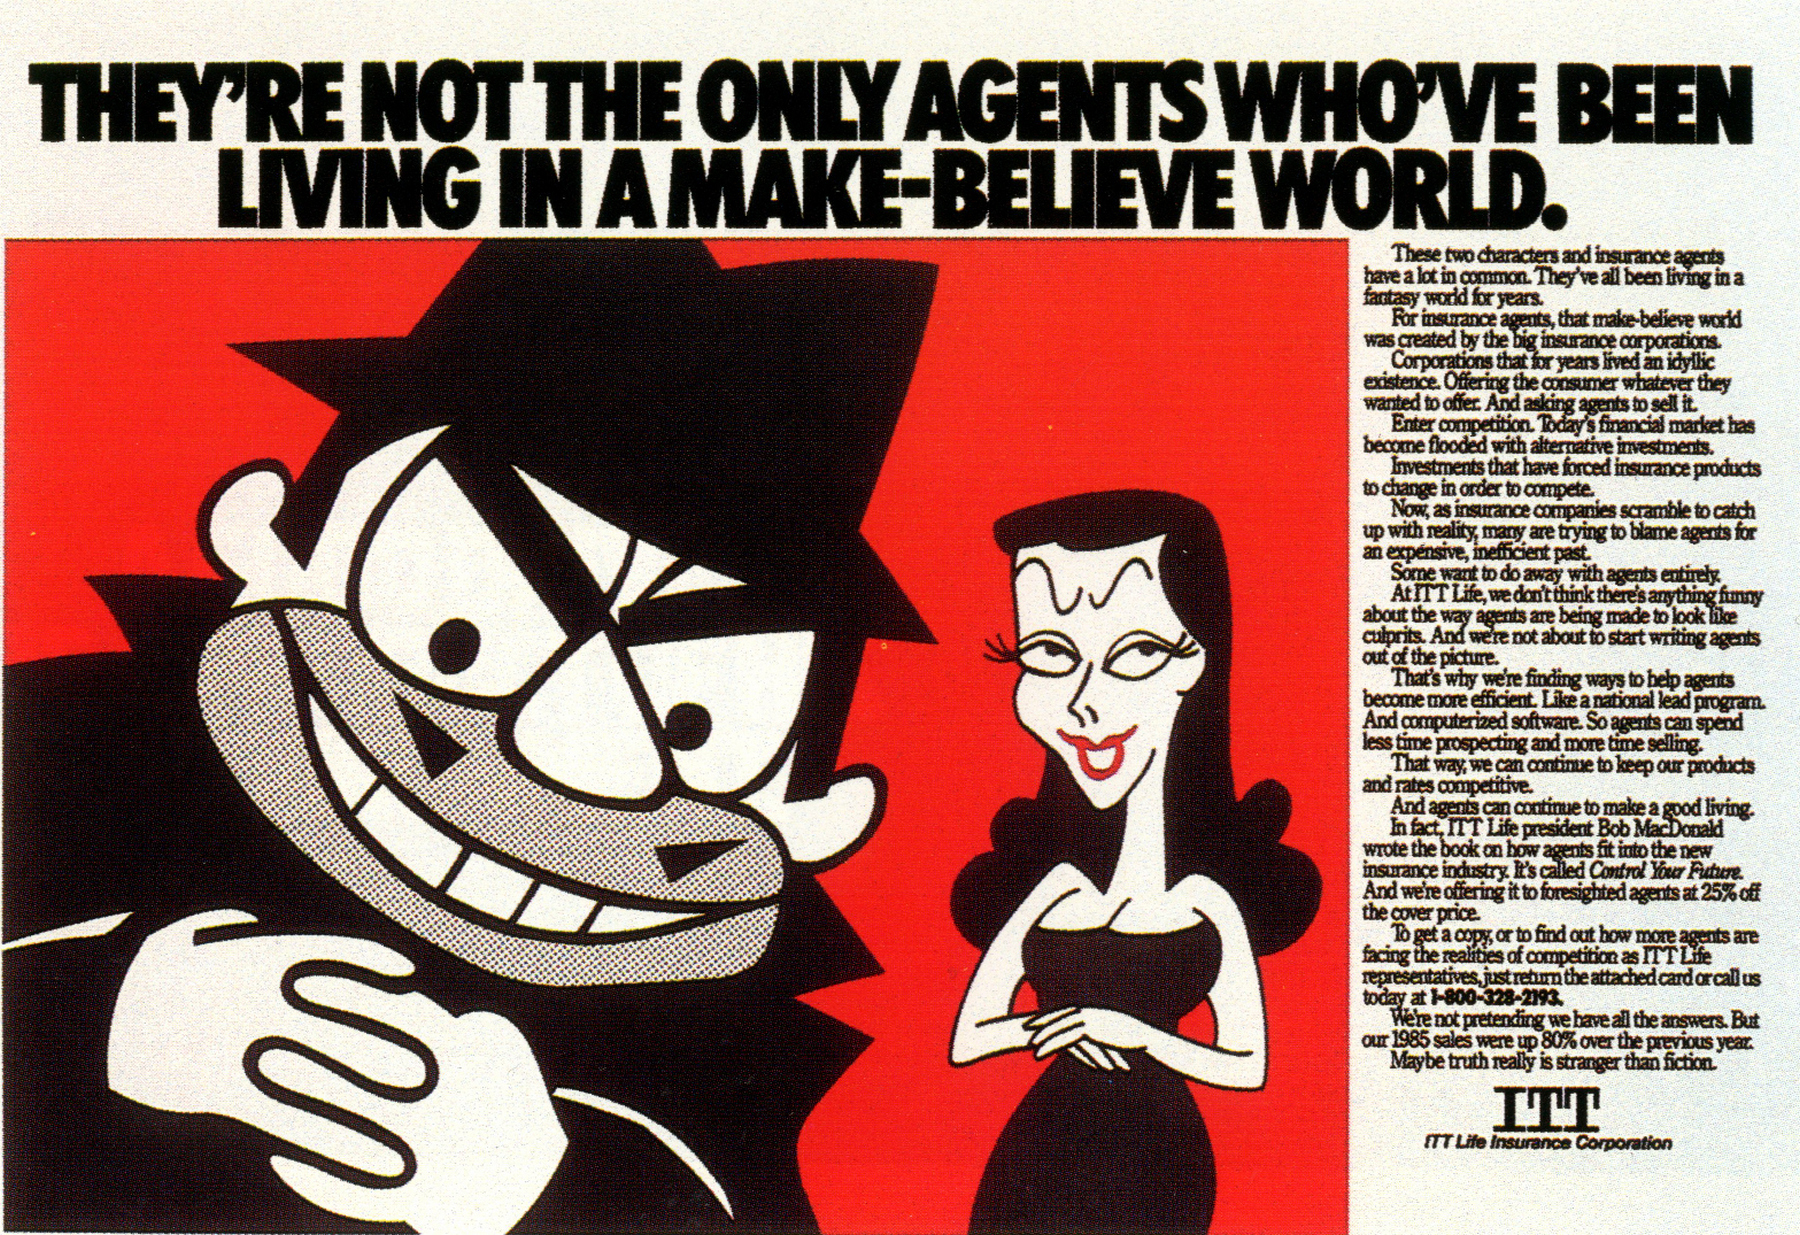 THEY'RE NOT THE ONLY AGENTS WHO'VE BEEN
LIVING IN A MAKE-BELIEVE WORLD.
These two characters and insurance agents
have a lot in common. They've all been living in a
fantasy world for years.
For insurance agents, that make-believe world
was created by the big insurance corporations.
Corporations that for years lived an idyllic
existence. Offering the consumer whatever they
wanted to offer. And asking agents to sell it.
Enter competition. Today's financial market has
become flooded with alternative investments.
Investments that have forced insurance products
to change in order to compete.
Now, as insurance companies scramble to catch
up with reality, many are trying to blame agents for
an expensive, inefficient past.
Some want to do away with agents entirely.
At ITT Life, we don't think there's anything funny
about the way agents are being made to look like
culprits. And we're not about to start writing agents
out of the picture.
That's why we're finding ways to help agents
become more efficient. Like a national lead program.
And computerized software. So agents can spend
less time prospecting and more time selling.
That way, we can continue to keep our products
and rates competitive.
And agents can continue to make a good living.
In fact, ITT Life president Bob MacDonald
wrote the book on how agents fit into the new
insurance industry. It's called Control Your Future.
And we're offering it to foresighted agents at 25% off
the cover price.
To get a copy, or to find out how more agents are
facing the realities of competition as ITT Life
representatives, just return the attached card or call us
today at 1-800-328-2193.
We're not pretending we have all the answers. But
our 1985 sales were up 80% over the previous year.
Maybe truth really is stranger than fiction.
ITT
ITT Life Insurance Corporation